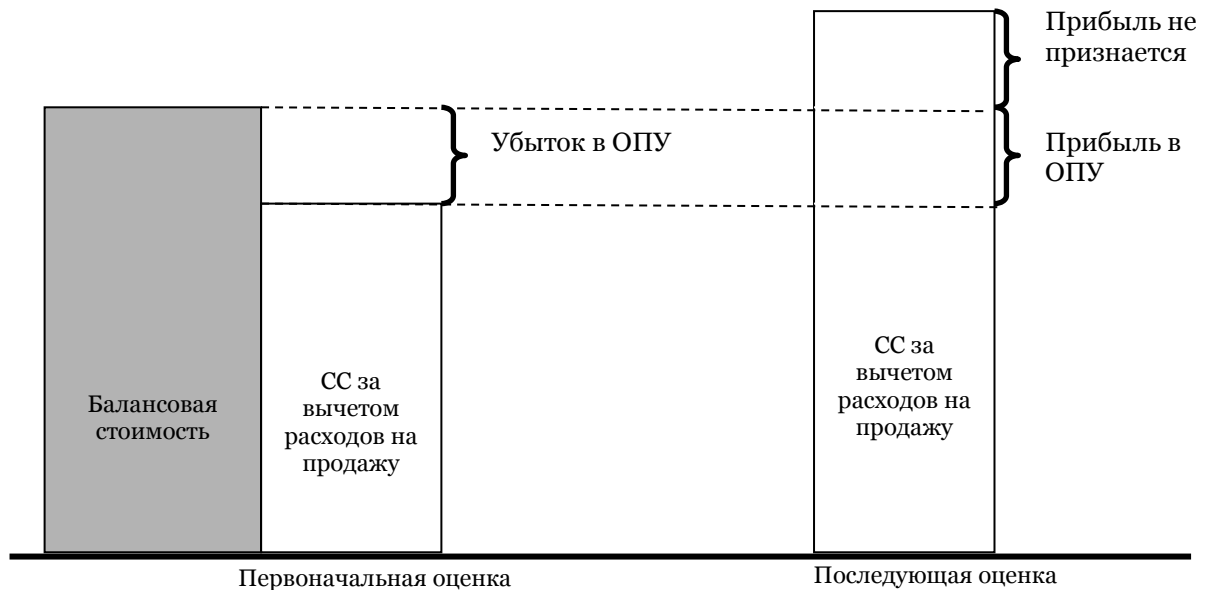 Прибыль не
признается
Убыток в ОПУ
Прибыль в
ОПУ
Балансовая
стоимость
СС за
вычетом
расходов на
продажу
СС за
вычетом
расходов на
продажу
Первоначальная оценка
Последующая оценка